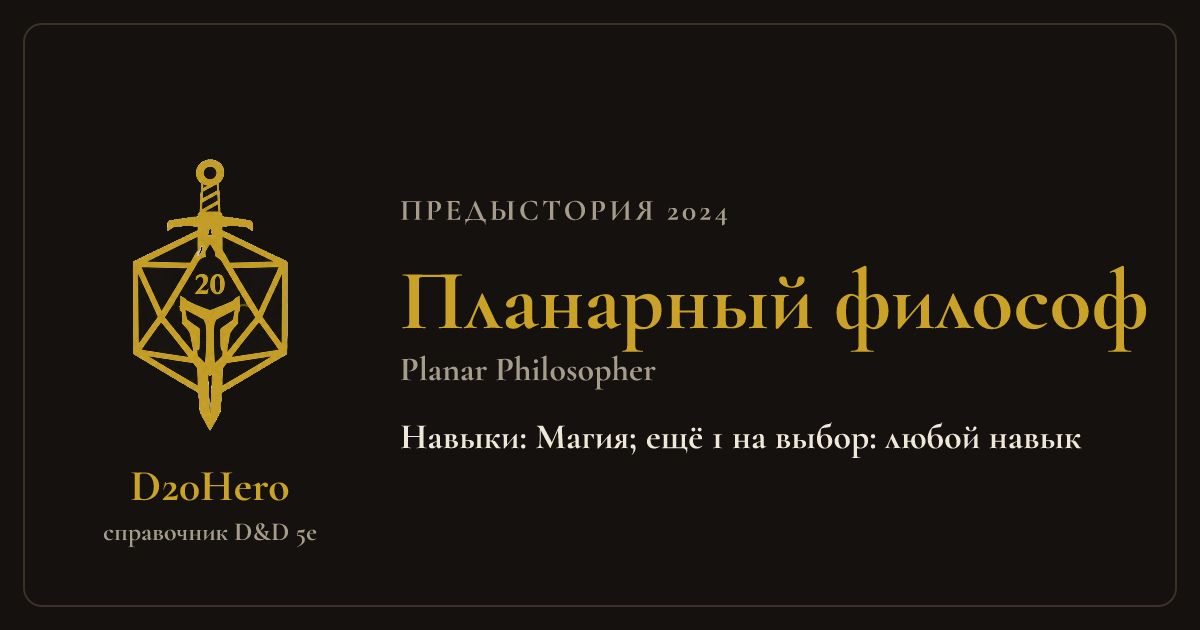 20
D20Hero
справочник D&D 5e
ПРЕДЫСТОРИЯ 2024
Планарный философ
Planar Philosopher
Навыки: Магия; ещё 1 на выбор: любой навык